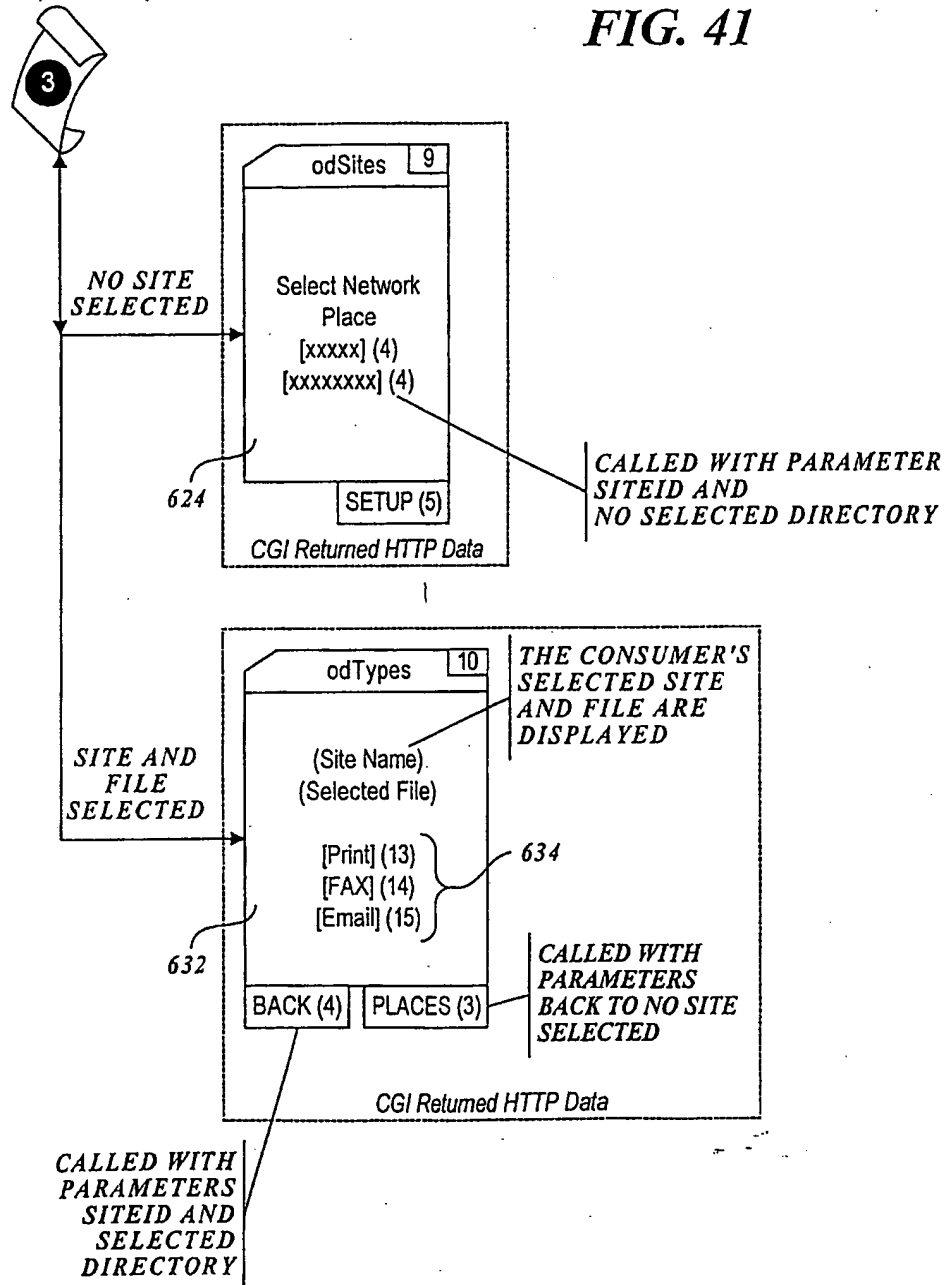 FIG. 41
3
odSites
9
NO SITE
SELECTED
Select Network
Place
[xxxxx] (4)
[xxxxxxxx] (4)
624
SETUP (5)
CGI Returned HTTP Data
CALLED WITH PARAMETER
SITEID AND
NO SELECTED DIRECTORY
odTypes
10
THE CONSUMER'S
SELECTED SITE
AND FILE ARE
DISPLAYED
SITE AND
FILE
SELECTED
(Site Name)
(Selected File)
[Print] (13)
[FAX] (14)
[Email] (15)
634
632
BACK (4)
PLACES (3)
CALLED WITH
PARAMETERS
BACK TO NO SITE
SELECTED
CGI Returned HTTP Data
CALLED WITH
PARAMETERS
SITEID AND
SELECTED
DIRECTORY